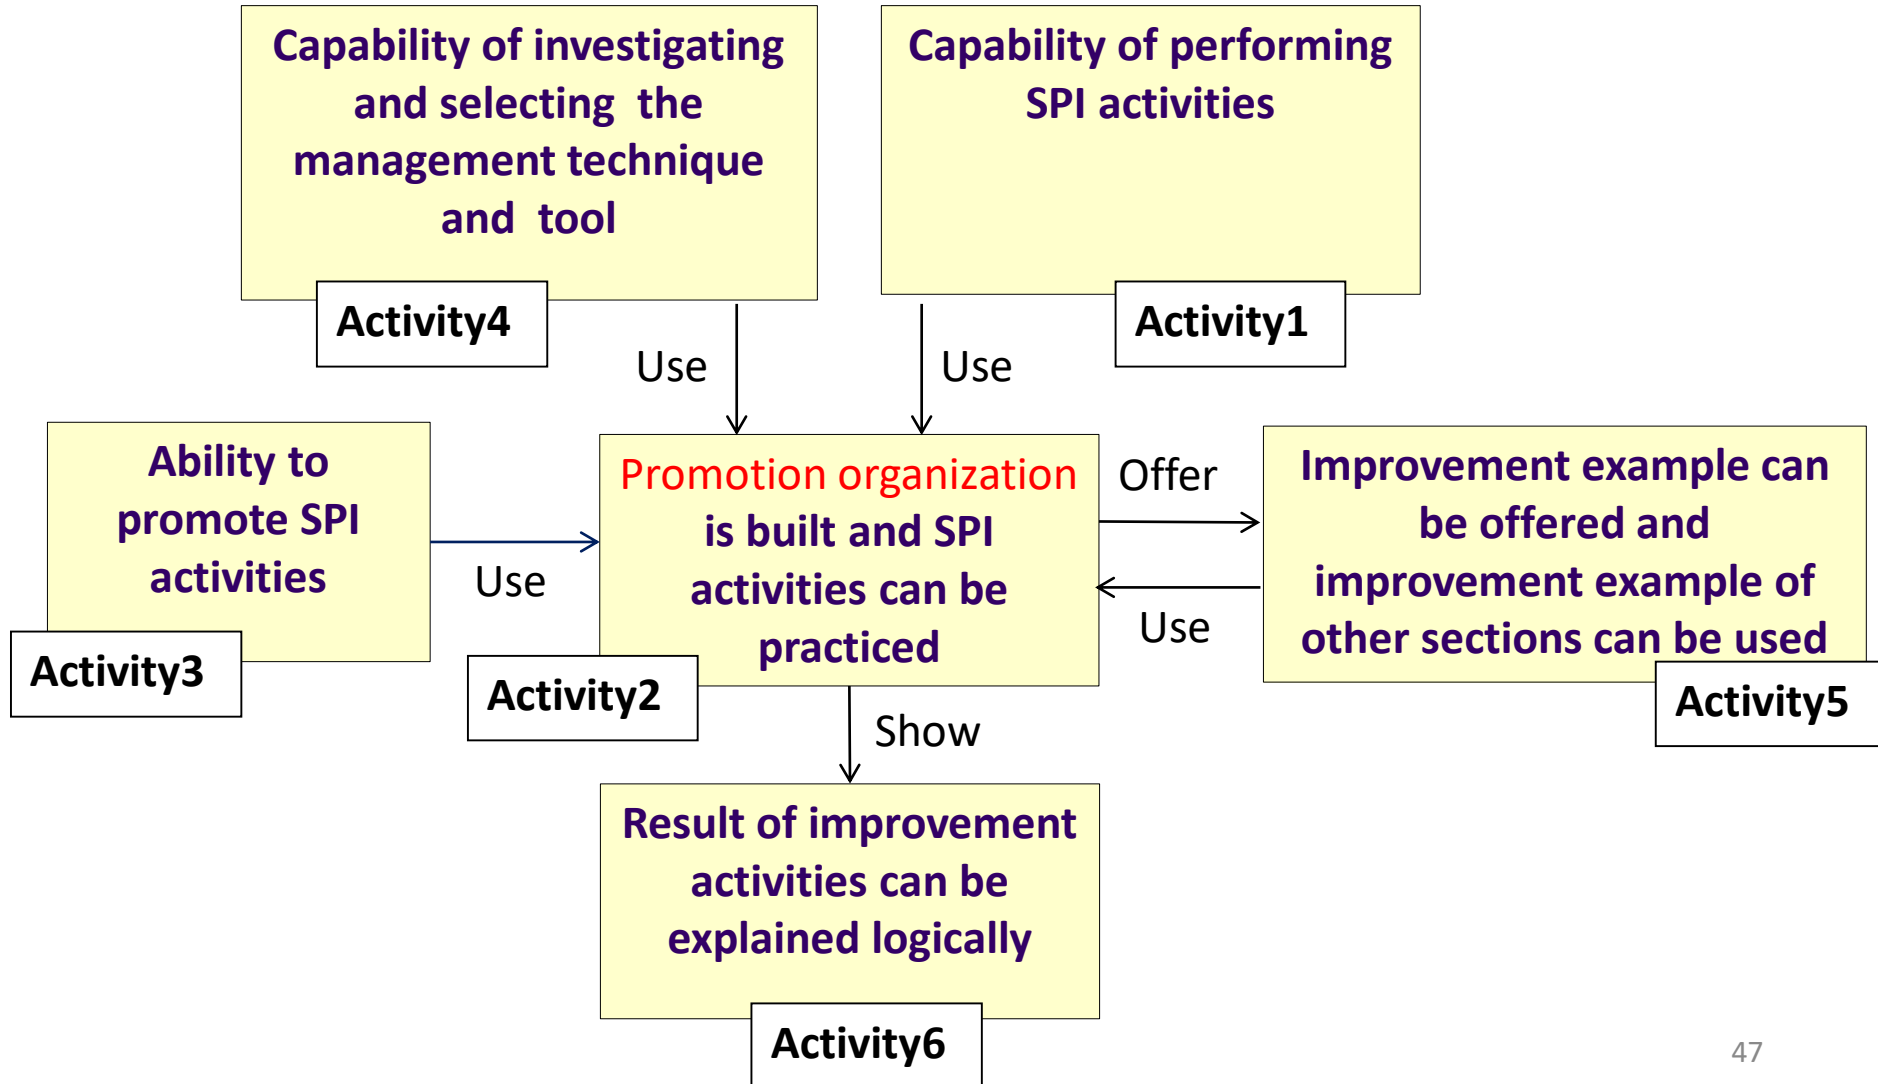 Capability of investigating
and selecting the
management technique
and tool
Activity4
Capability of performing
SPI activities
Activity1
Use
Use
Ability to
promote SPI
activities
Activity3
Use
Promotion organization
is built and SPI
activities can be
practiced
Activity2
Offer
Use
Improvement example can
be offered and
improvement example of
other sections can be used
Activity5
Show
Result of improvement
activities can be
explained logically
Activity6
47